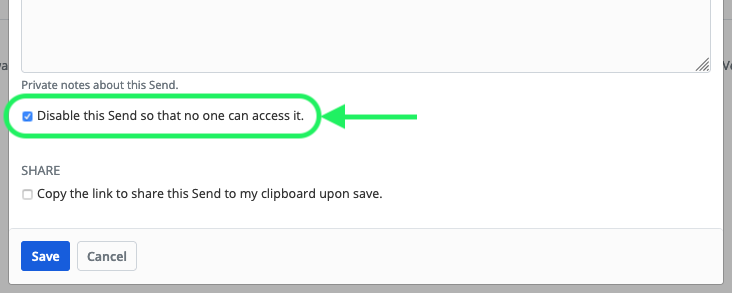 Private notes about this Send.
Disable this Send so that no one can access it.
SHARE
Copy the link to share this Send to my clipboard upon save.
Save
Cancel